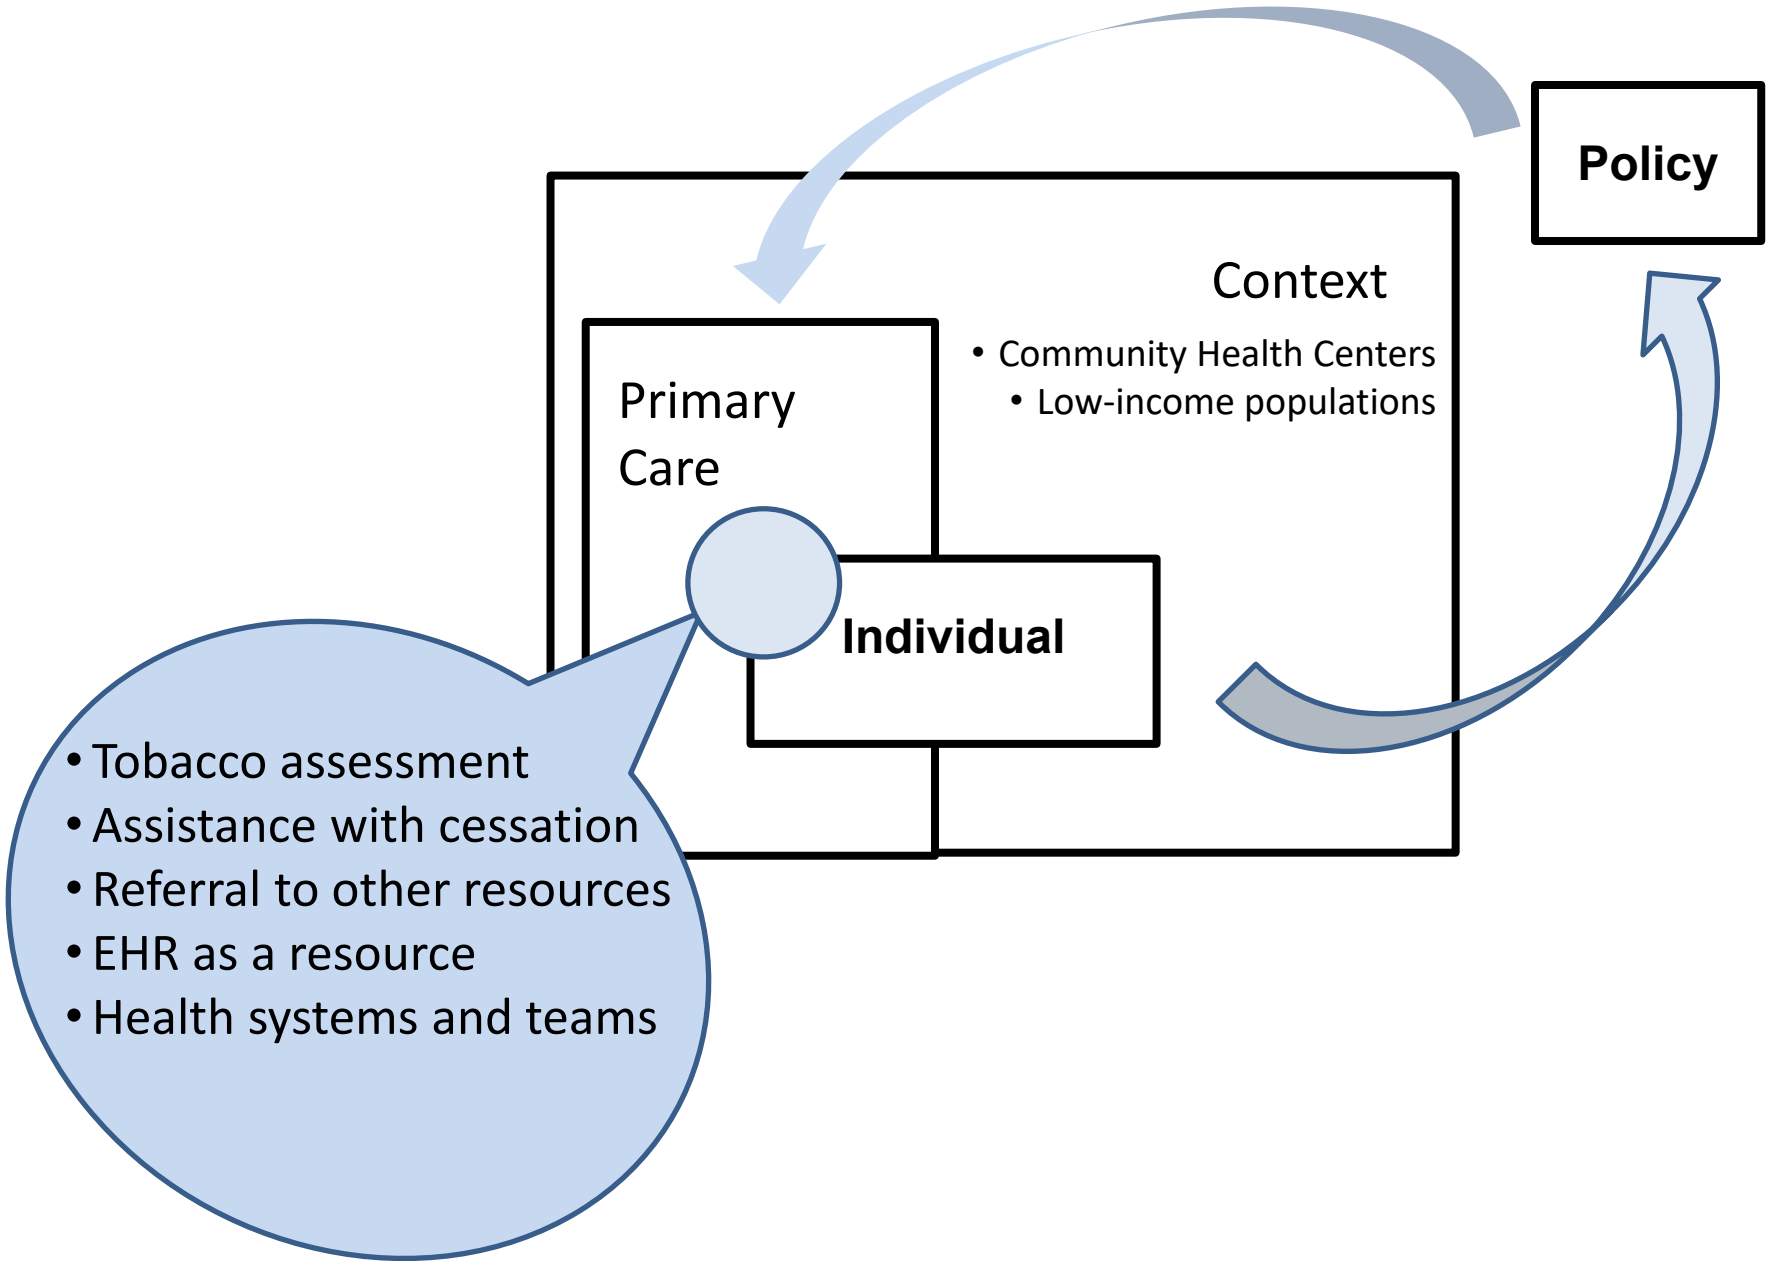 Policy
Context
• Community Health Centers
• Low-income populations
Primary
Care
Individual
• Tobacco assessment
• Assistance with cessation
• Referral to other resources
• EHR as a resource
• Health systems and teams